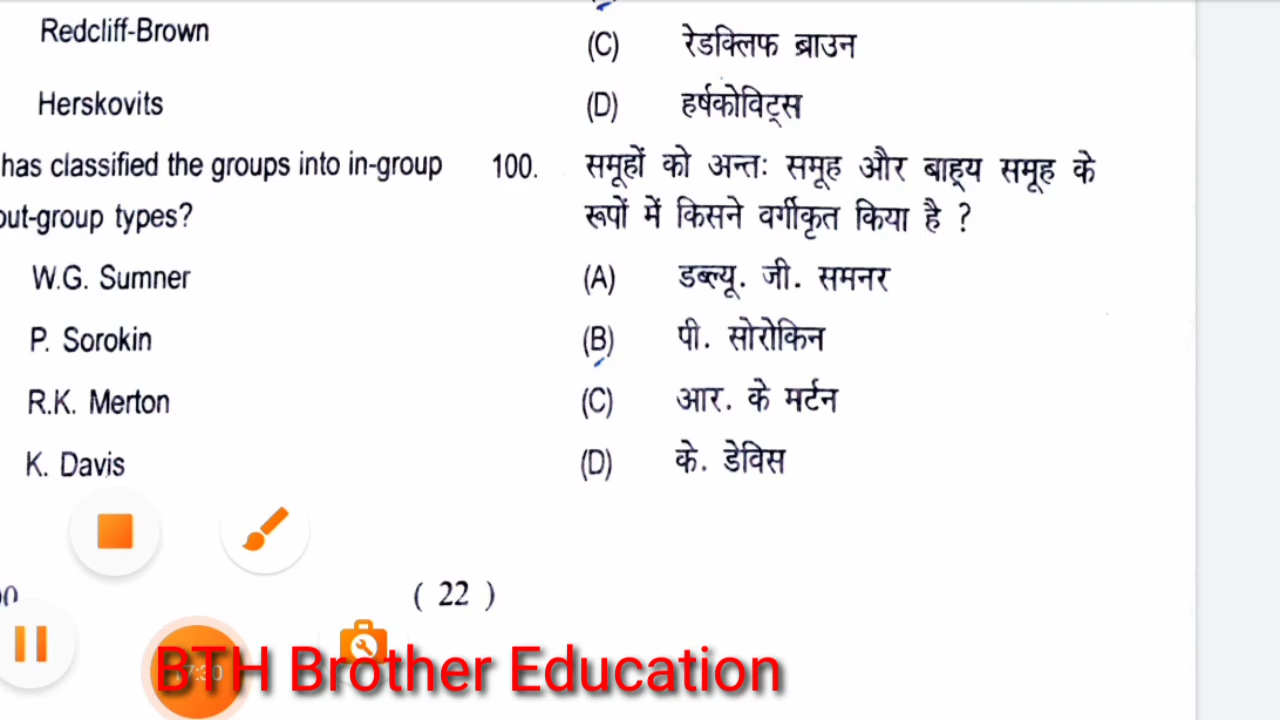 Redcliff-Brown
Herskovits
has classified the groups into in-group
out-group types?
W.G. Sumner
P. Sorokin
R.K. Merton
K. Davis
(C) रेडक्लिफ ब्राउन
(D) हर्षकोविट्स
100. समूहों को अन्तः समूह और बाह्य समूह के
रूपों में किसने वर्गीकृत किया है ?
(A) डब्ल्यू. जी. समनर
(B) पी. सोरोकिन
(C) आर. के मर्टन
(D) के. डेविस
( 22 )
17:30
BTH Brother Education